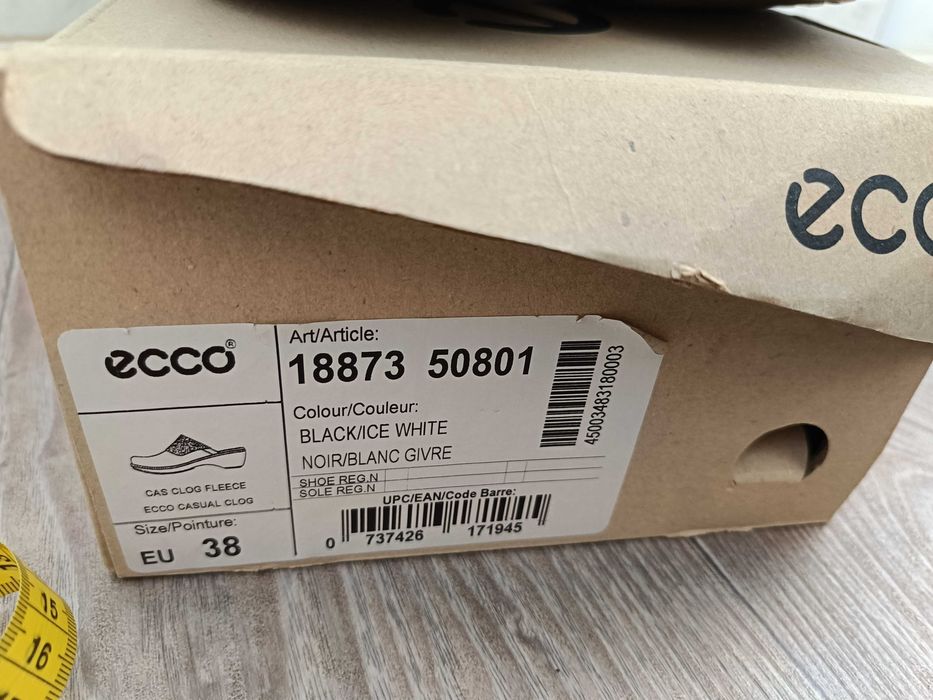 ecco
ecco®
Art/Article:
18873 50801
Colour/Couleur:
BLACK/ICE WHITE
NOIR/BLANC GIVRE
SHOE REG.N
SOLE REG.N
45003483180003
CAS CLOG FLEECE
ECCO CASUAL CLOG
Size/Pointure:
EU 38
UPC/EAN/Code Barre:
0 737426 171945
15
16